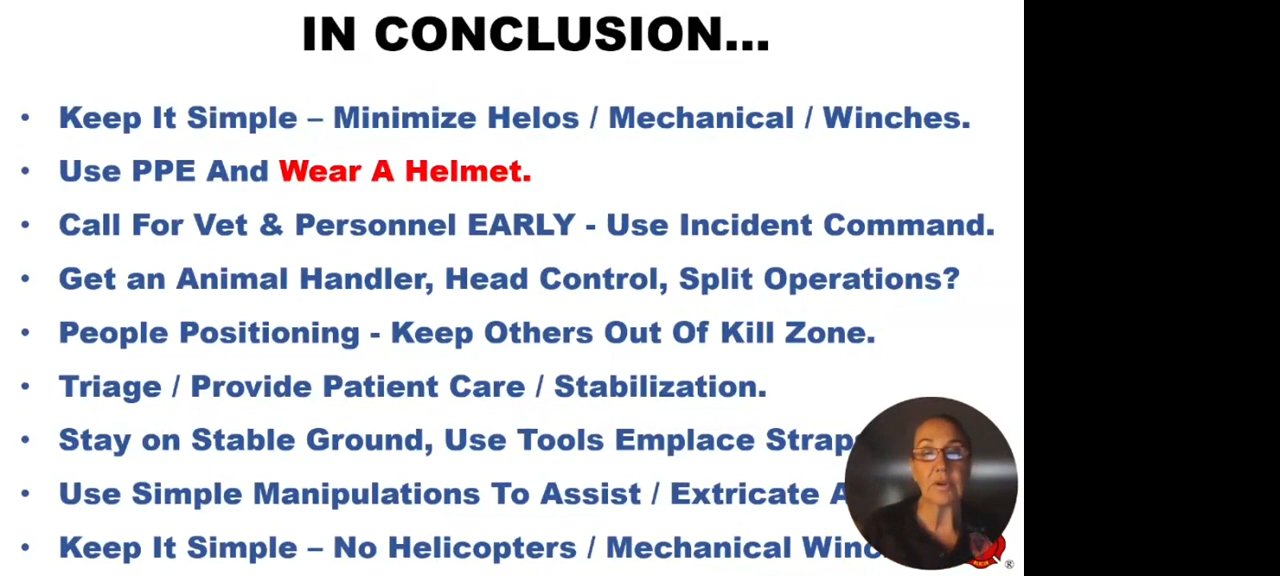 IN CONCLUSION...
• Keep It Simple – Minimize Helos / Mechanical / Winches.
• Use PPE And Wear A Helmet.
• Call For Vet & Personnel EARLY - Use Incident Command.
• Get an Animal Handler, Head Control, Split Operations?
• People Positioning - Keep Others Out Of Kill Zone.
• Triage / Provide Patient Care / Stabilization.
• Stay on Stable Ground, Use Tools Emplace
• Use Simple Manipulations To Assist / Extricate
• Keep It Simple – No Helicopters / Mechanical
®